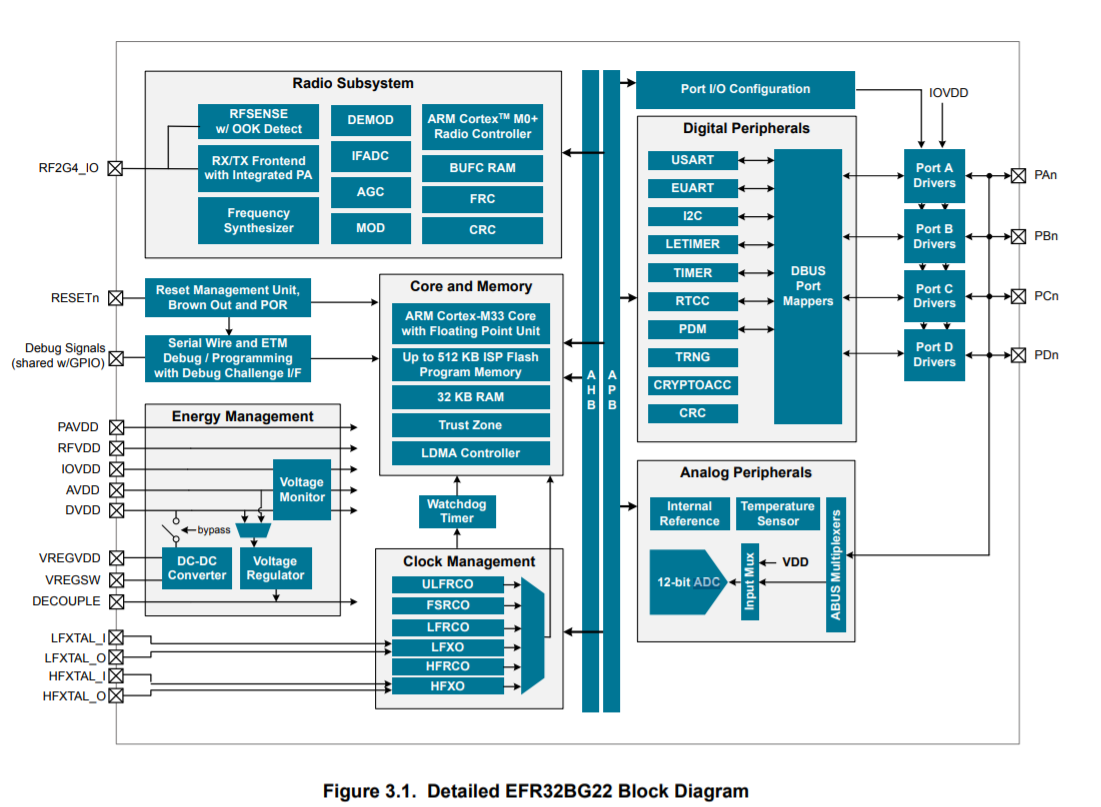 Radio Subsystem
RFSENSE
w/ OOK Detect
RX/TX Frontend
with Integrated PA
Frequency
Synthesizer
DEMOD
IFADC
AGC
MOD
ARM Cortex™ M0+
Radio Controller
BUFC RAM
FRC
CRC
RF2G4_IO
RESETn
Debug Signals
(shared w/GPIO)
Reset Management Unit,
Brown Out and POR
Serial Wire and ETM
Debug / Programming
with Debug Challenge I/F
Core and Memory
ARM Cortex-M33 Core
with Floating Point Unit
Up to 512 KB ISP Flash
Program Memory
32 KB RAM
Trust Zone
LDMA Controller
Energy Management
PAVDD
RFVDD
IOVDD
AVDD
DVDD
VREGVDD
VREGSW
DECOUPLE
Voltage
Monitor
bypass
DC-DC
Converter
Voltage
Regulator
Watchdog
Timer
Clock Management
ULFRCO
FSRCO
LFRCO
LFXO
HFRCO
HFXO
LFXTAL_I
LFXTAL_O
HFXTAL_I
HFXTAL_O
AHB
APB
Port I/O Configuration
IOVDD
Digital Peripherals
USART
EUART
I2C
LETIMER
TIMER
RTCC
PDM
TRNG
CRYPTOACC
CRC
DBUS
Port
Mappers
Port A
Drivers
Port B
Drivers
Port C
Drivers
Port D
Drivers
PAn
PBn
PCn
PDn
Analog Peripherals
Internal
Reference
Temperature
Sensor
12-bit ADC
Input Mux
VDD
ABUS Multiplexers
Figure 3.1. Detailed EFR32BG22 Block Diagram